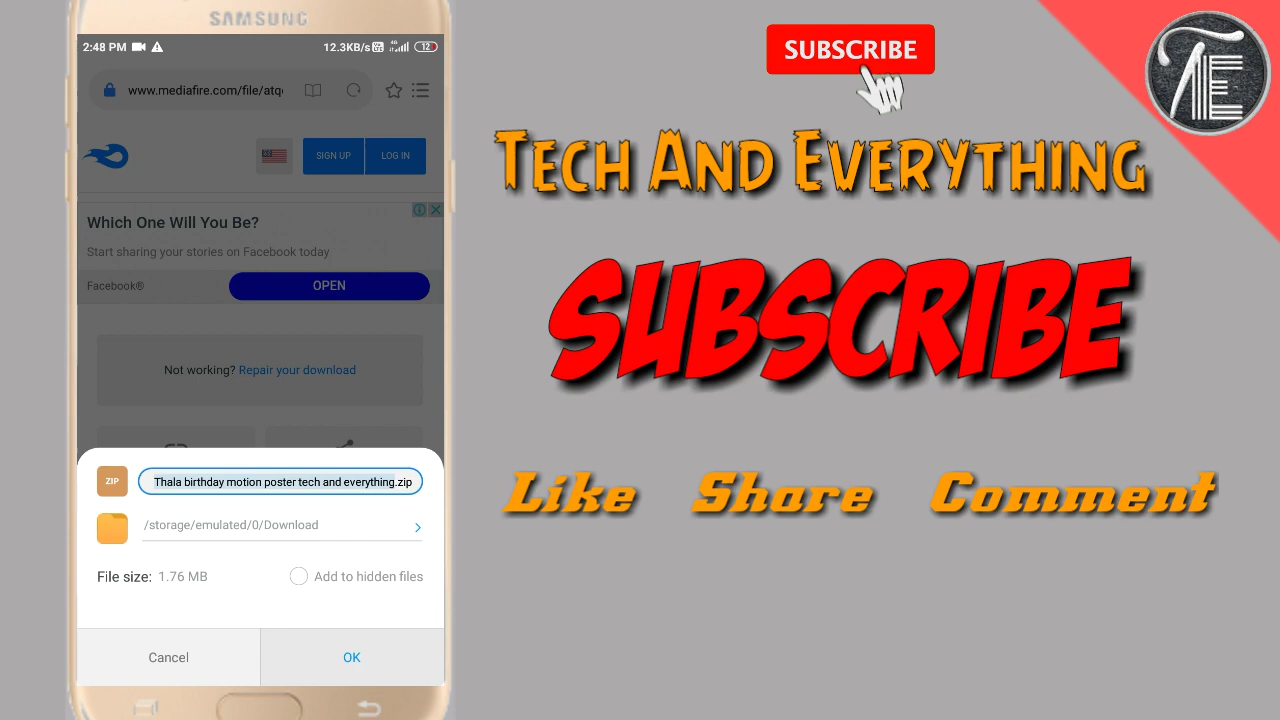 SAMSUNG
2:48 PM
12.3KB/s
4G
12
www.mediafire.com/file/atq
SIGN UP
LOG IN
Which One Will You Be?
Start sharing your stories on Facebook today
Facebook®
OPEN
Not working? Repair your download
ZIP
Thala birthday motion poster tech and everything.zip
/storage/emulated/0/Download
File size: 1.76 MB
Add to hidden files
Cancel
OK
SUBSCRIBE
TE
Tech And Everything
SUBSCRIBE
Like Share Comment